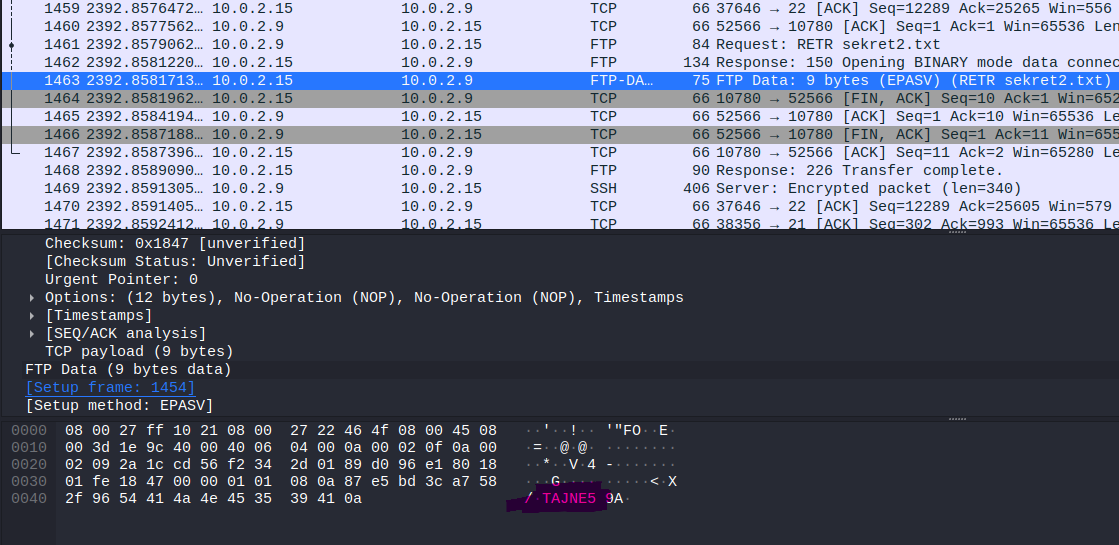 1459 2392.8576472… 10.0.2.15 10.0.2.9 TCP 66 37646 → 22 [ACK] Seq=12289 Ack=25265 Win=556
1460 2392.8577562… 10.0.2.9 10.0.2.15 TCP 66 52566 → 10780 [ACK] Seq=1 Ack=1 Win=65536 Len
1461 2392.8579062… 10.0.2.9 10.0.2.15 FTP 84 Request: RETR sekret2.txt
1462 2392.8581220… 10.0.2.15 10.0.2.9 FTP 134 Response: 150 Opening BINARY mode data connec
1463 2392.8581713… 10.0.2.15 10.0.2.9 FTP-DA… 75 FTP Data: 9 bytes (EPASV) (RETR sekret2.txt)
1464 2392.8581962… 10.0.2.15 10.0.2.9 TCP 66 10780 → 52566 [FIN, ACK] Seq=10 Ack=1 Win=652
1465 2392.8584194… 10.0.2.9 10.0.2.15 TCP 66 52566 → 10780 [ACK] Seq=1 Ack=10 Win=65536 Le
1466 2392.8587188… 10.0.2.9 10.0.2.15 TCP 66 52566 → 10780 [FIN, ACK] Seq=1 Ack=11 Win=655
1467 2392.8587396… 10.0.2.15 10.0.2.9 TCP 66 10780 → 52566 [ACK] Seq=11 Ack=2 Win=65280 Le
1468 2392.8589090… 10.0.2.15 10.0.2.9 FTP 90 Response: 226 Transfer complete.
1469 2392.8591305… 10.0.2.9 10.0.2.15 SSH 406 Server: Encrypted packet (len=340)
1470 2392.8591405… 10.0.2.15 10.0.2.9 TCP 66 37646 → 22 [ACK] Seq=12289 Ack=25605 Win=579
1471 2392.8592412… 10.0.2.9 10.0.2.15 TCP 66 38356 → 21 [ACK] Seq=302 Ack=993 Win=65536 Le
Checksum: 0x1847 [unverified]
[Checksum Status: Unverified]
Urgent Pointer: 0
Options: (12 bytes), No-Operation (NOP), No-Operation (NOP), Timestamps
[Timestamps]
[SEQ/ACK analysis]
TCP payload (9 bytes)
FTP Data (9 bytes data)
[Setup frame: 1454]
[Setup method: EPASV]
0000 08 00 27 ff 10 21 08 00 27 22 46 4f 08 00 45 08 ··'··!·· '"FO··E·
0010 00 3d 1e 9c 40 00 40 06 04 00 0a 00 02 0f 0a 00 ·=··@·@· ········
0020 02 09 2a 1c cd 56 f2 34 2d 01 89 d0 96 e1 80 18 ··*··V·4 -·······
0030 01 fe 18 47 00 00 01 01 08 0a 87 e5 bd 3c a7 58 ···G···· ·····<·X
0040 2f 96 54 41 4a 4e 45 35 39 41 0a /·TAJNE5 9A·